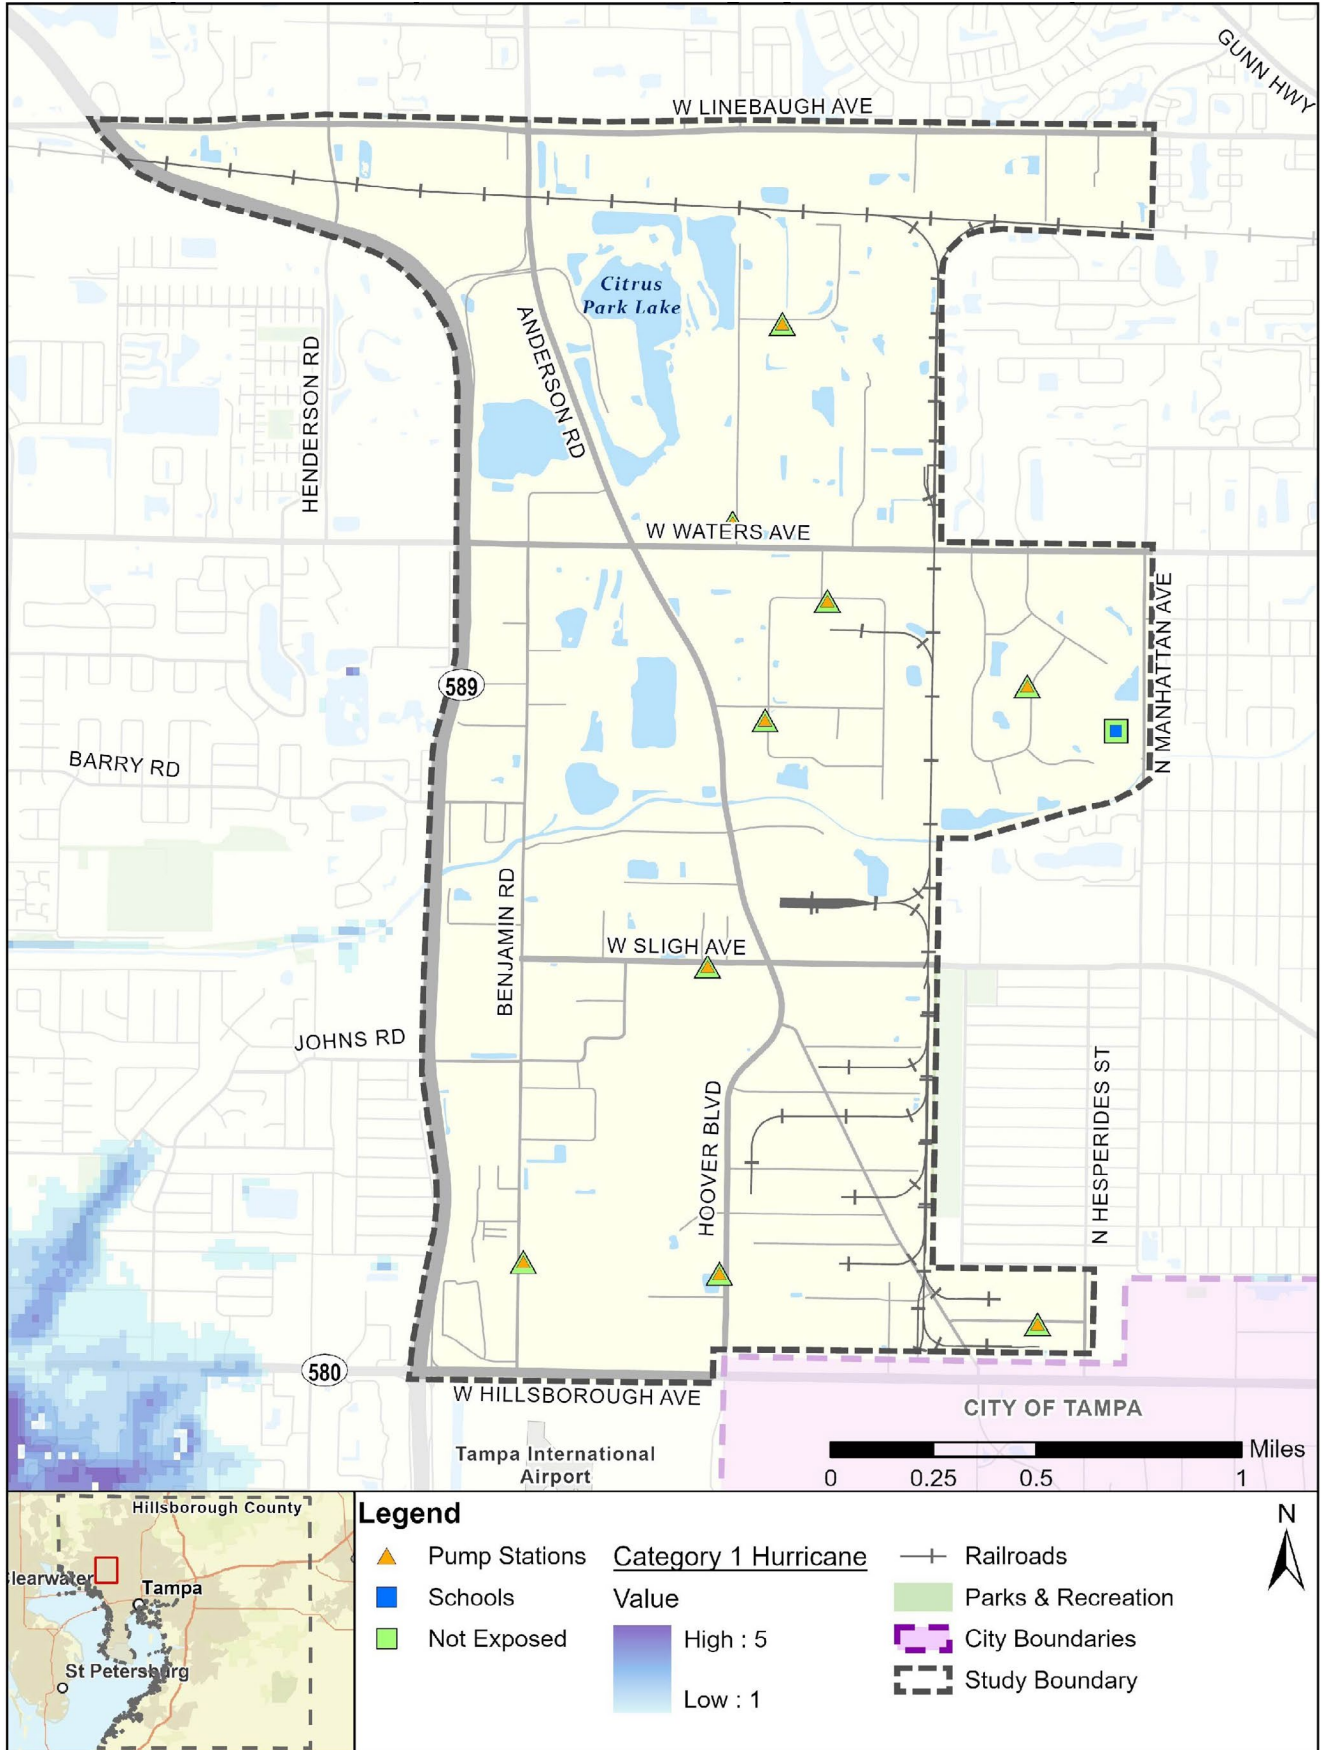 GUNN HWY
W LINEBAUGH AVE
Citrus
Park Lake
ANDERSON RD
HENDERSON RD
W WATERS AVE
N MANHATTAN AVE
589
BARRY RD
BENJAMIN RD
W SLIGH AVE
JOHNS RD
HOOVER BLVD
N HESPERIDES ST
580
W HILLSBOROUGH AVE
CITY OF TAMPA
Tampa International
Airport
Miles
0 0.25 0.5 1
Hillsborough County
Clearwater
Tampa
St Petersburg
Legend
Pump Stations
Schools
Not Exposed
Category 1 Hurricane
Value
High : 5
Low : 1
Railroads
Parks & Recreation
City Boundaries
Study Boundary
N